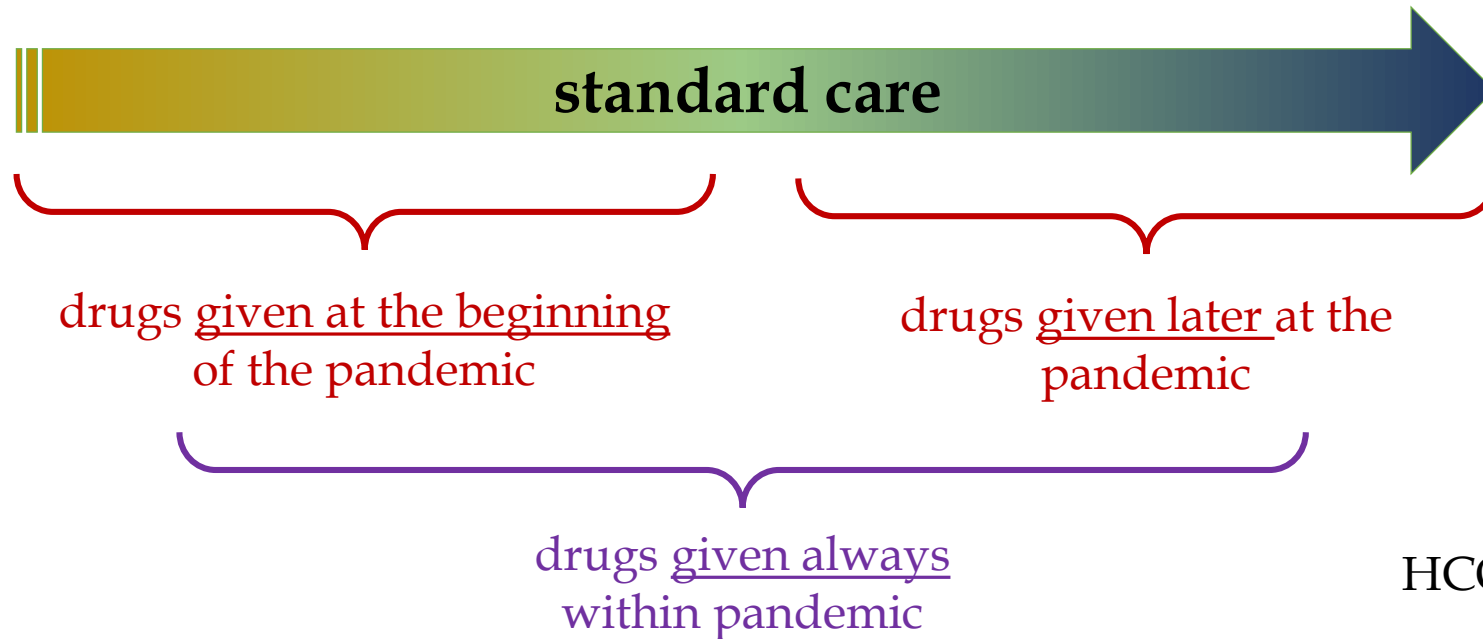 standard care
drugs given at the beginning
of the pandemic
drugs given later at the
pandemic
drugs given always
within pandemic